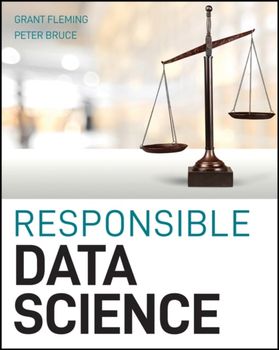 GRANT FLEMING
PETER BRUCE
RESPONSIBLE
DATA
SCIENCE